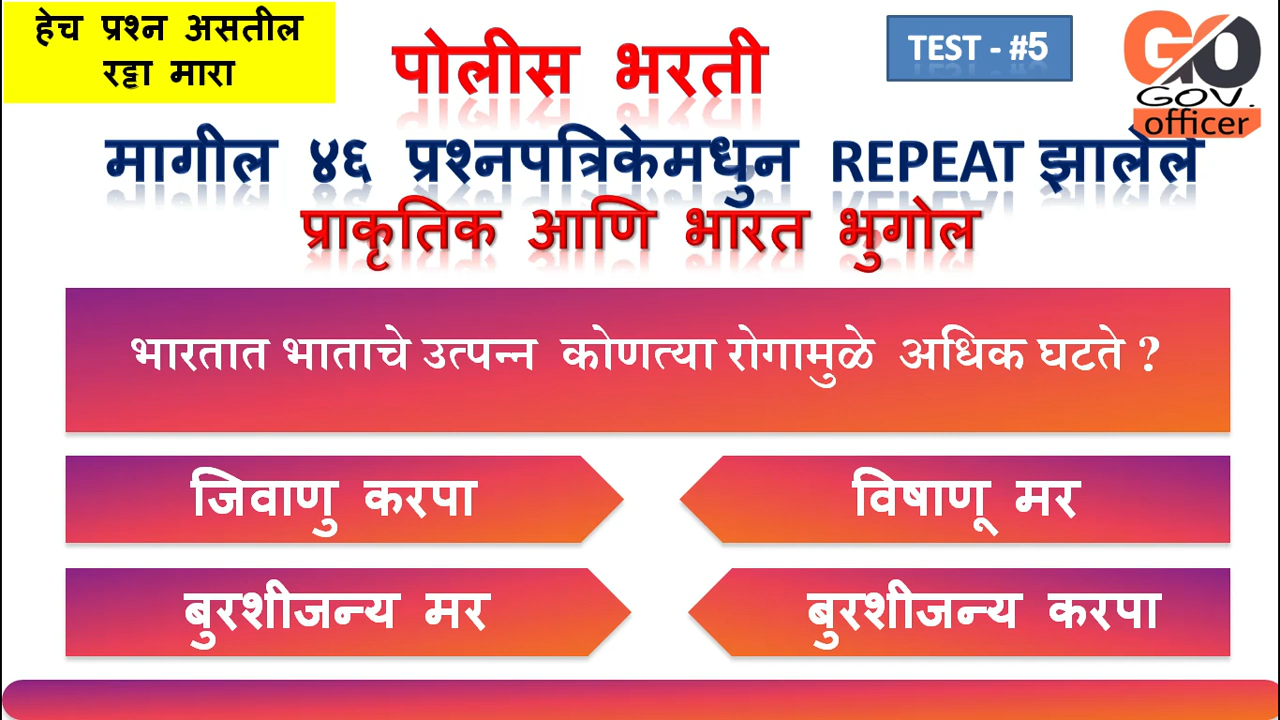 हेच प्रश्न असतील
रट्टा मारा
पोलीस भरती
TEST - #5
GO
GOV.
officer
मागील ४६ प्रश्नपत्रिकेमधुन REPEAT झालेले
प्राकृतिक आणि भारत भुगोल
भारतात भाताचे उत्पन्न कोणत्या रोगामुळे अधिक घटते ?
जिवाणु करपा
विषाणू मर
बुरशीजन्य मर
बुरशीजन्य करपा